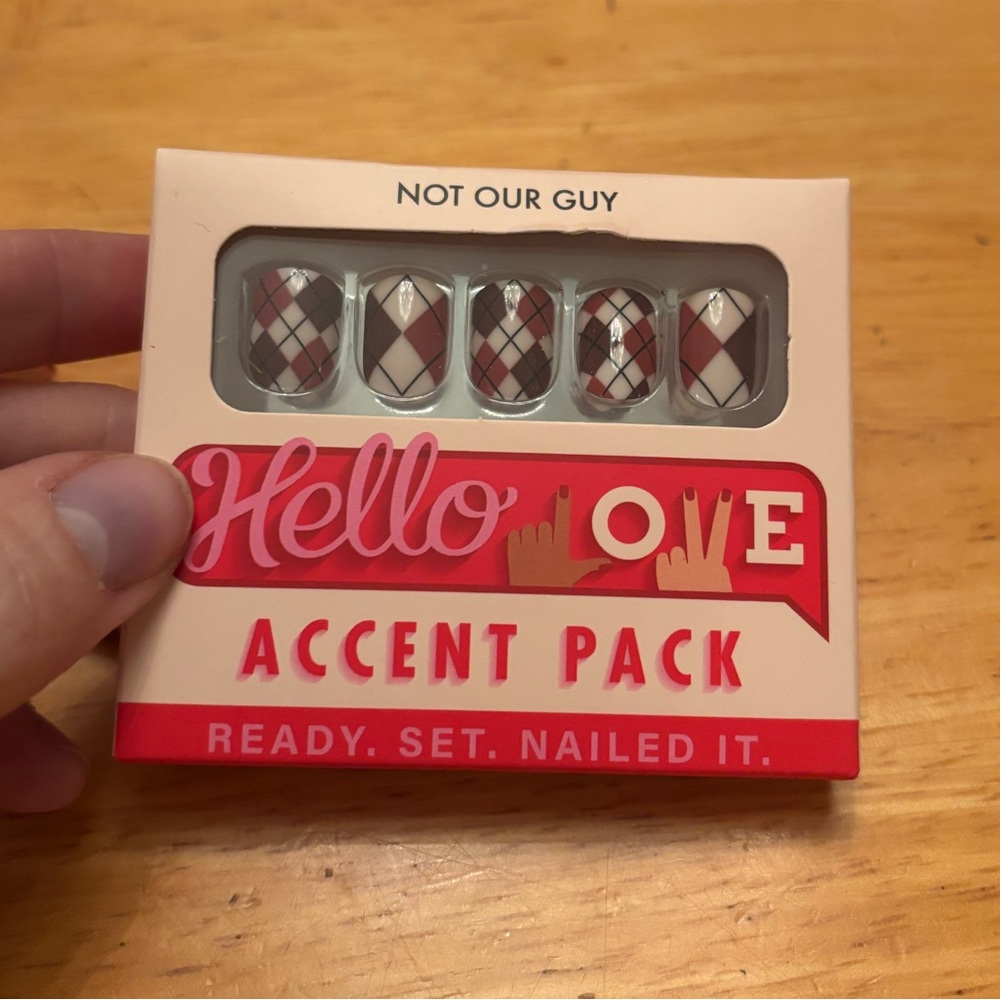 NOT OUR GUY
Hello LOVE
ACCENT PACK
READY. SET. NAILED IT.